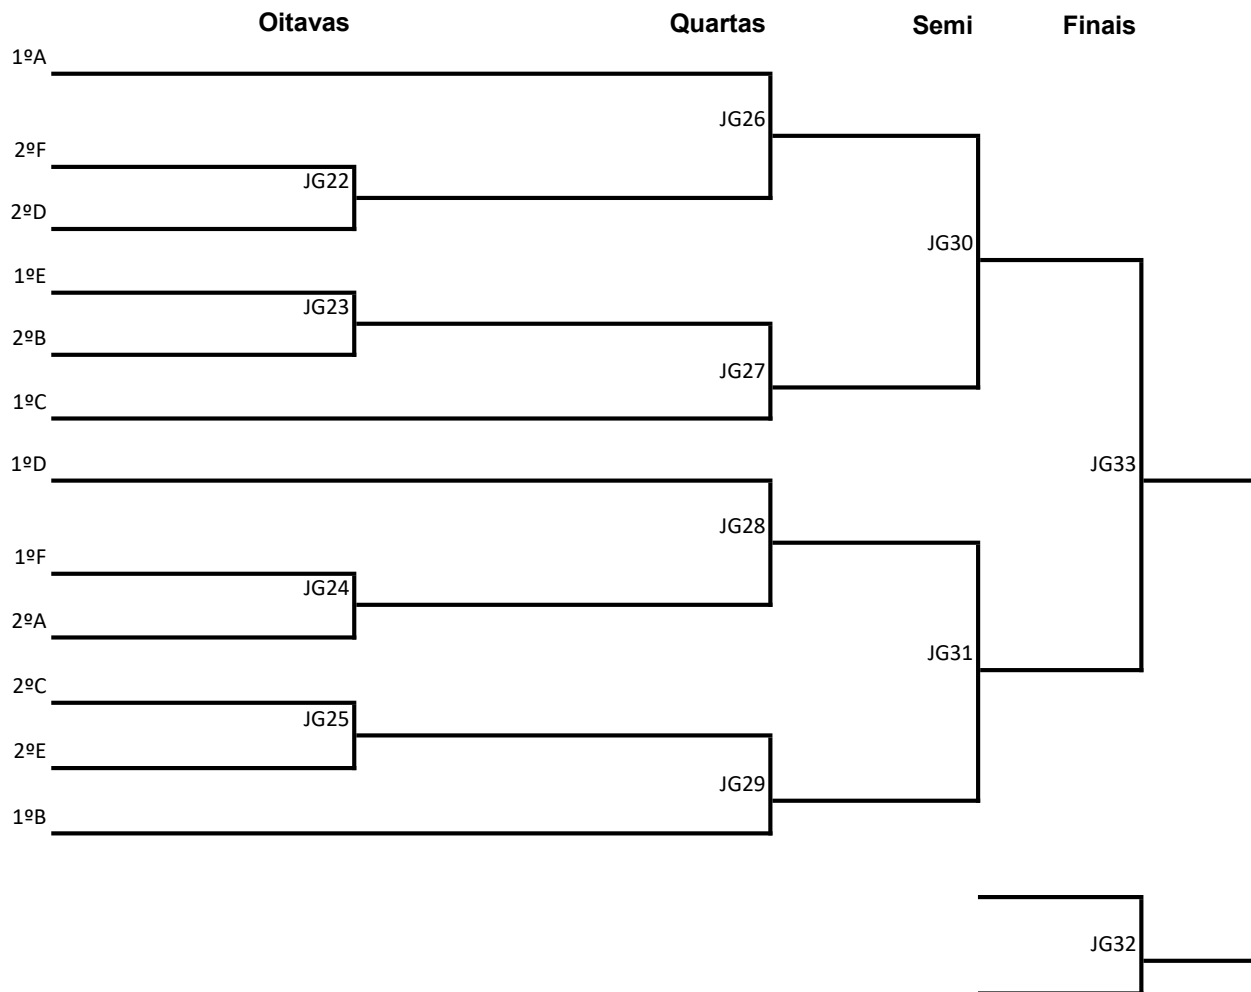 Oitavas Quartas Semi Finais
1ºA
JG26
2ºF
JG22
2ºD
JG30
1ºE
JG23
2ºB
JG27
1ºC
1ºD
JG33
JG28
1ºF
JG24
2ºA
JG31
2ºC
JG25
2ºE
JG29
1ºB
JG32